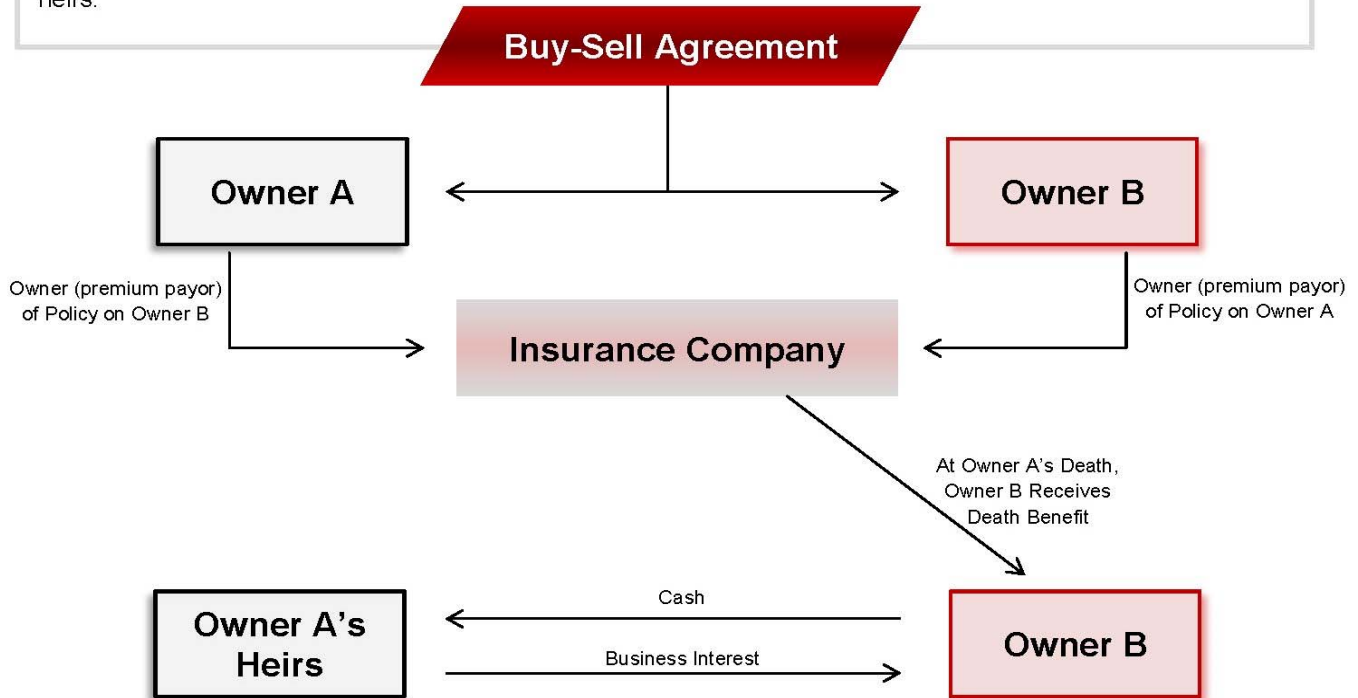 Heirs.
Buy-Sell Agreement
Owner A
Owner B
Owner (premium payor)
of Policy on Owner B
Owner (premium payor)
of Policy on Owner A
Insurance Company
At Owner A’s Death,
Owner B Receives
Death Benefit
Owner A’s
Heirs
Cash
Business Interest
Owner B